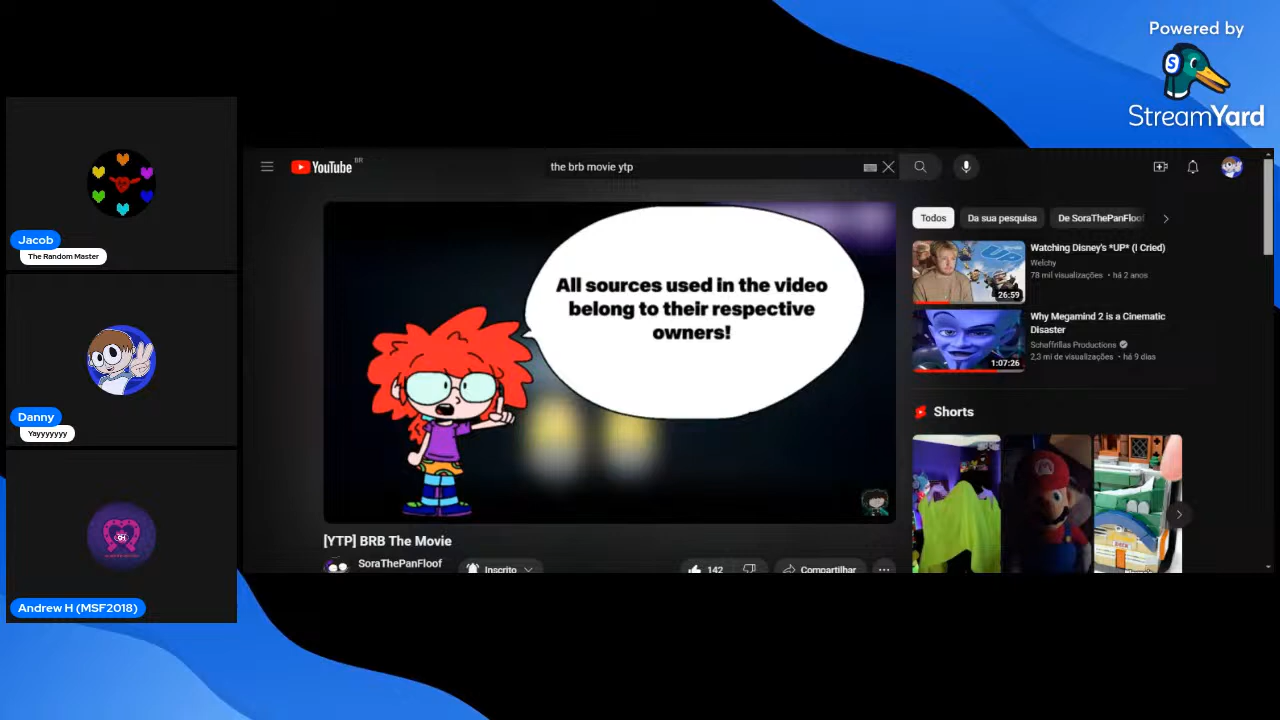 Powered by
StreamYard
Jacob
The Random Master
Danny
Yayyyyyyy
Andrew H (MSF2018)
YouTube BR
the brb movie ytp
All sources used in the video
belong to their respective
owners!
[YTP] BRB The Movie
SoraThePanFloof
Inscrito
142
Compartilhar
Todos
Da sua pesquisa
De SoraThePanFloo
Watching Disney's *UP* (I Cried)
Welchy
78 mil visualizações • há 2 anos
26:59
Why Megamind 2 is a Cinematic
Disaster
Schaffrillas Productions
2,3 mi de visualizações • há 9 dias
1:07:26
Shorts